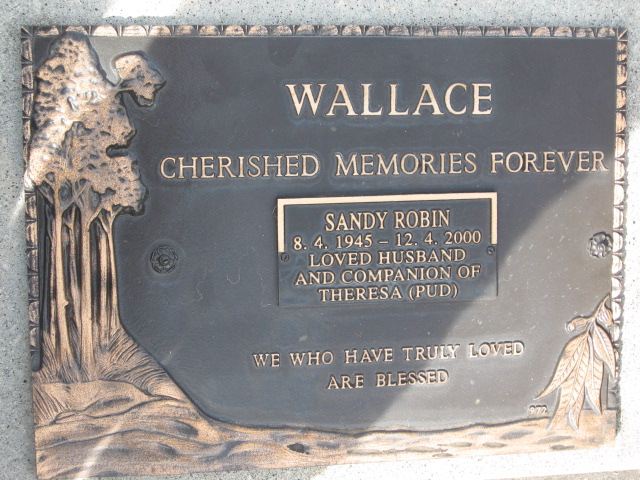 WALLACE
CHERISHED MEMORIES FOREVER
SANDY ROBIN
8. 4. 1945 – 12. 4. 2000
LOVED HUSBAND
AND COMPANION OF
THERESA (PUD)
WE WHO HAVE TRULY LOVED
ARE BLESSED
972